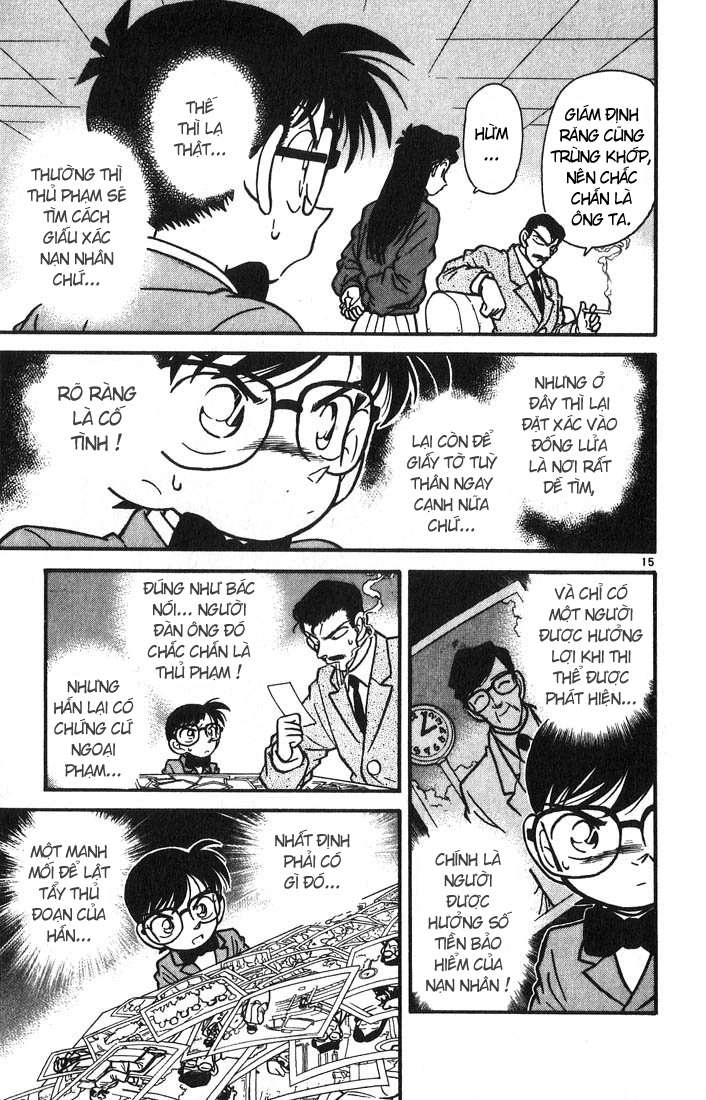 GIÁM ĐỊNH
RĂNG CŨNG
TRÙNG KHỚP,
NÊN CHẮC
CHẮN LÀ
ÔNG TA.
HỪM
...
THẾ
THÌ LẠ
THẬT...
THƯỜNG THÌ
THỦ PHẠM SẼ
TÌM CÁCH
GIẤU XÁC
NẠN NHÂN
CHỨ...
NHƯNG Ở
ĐÂY THÌ LẠI
ĐẶT XÁC VÀO
ĐỐNG LỬA
LÀ NƠI RẤT
DỄ TÌM,
LẠI CÒN ĐỂ
GIẤY TỜ TUỲ
THÂN NGAY
CẠNH NỮA
CHỨ...
RÕ RÀNG
LÀ CỐ
TÌNH !
15
VÀ CHỈ CÓ
MỘT NGƯỜI
ĐƯỢC HƯỞNG
LỢI KHI THI
THỂ ĐƯỢC
PHÁT HIỆN...
CHÍNH LÀ
NGƯỜI
ĐƯỢC
HƯỞNG SỐ
TIỀN BẢO
HIỂM CỦA
NẠN NHÂN !
ĐÚNG NHƯ BÁC
NÓI... NGƯỜI
ĐÀN ÔNG ĐÓ
CHẮC CHẮN LÀ
THỦ PHẠM !
NHƯNG
HẮN LẠI CÓ
CHỨNG CỨ
NGOẠI
PHẠM...
NHẤT ĐỊNH
PHẢI CÓ
GÌ ĐÓ...
MỘT MANH
MỐI ĐỂ LẬT
TẨY THỦ
ĐOẠN CỦA
HẮN...